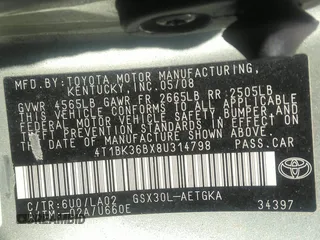 MFD.BY:TOYOTA MOTOR MANUFACTURING,
KENTUCKY,INC.05/08
GVWR 4565LB GAWR FR 2665LB RR:2505LB
THIS VEHICLE CONFORMS TO ALL APPLICABLE
FEDERAL MOTOR VEHICLE SAFETY,BUMPER AND
THEFT PREVENTION STANDARDS IN EFFECT ON
THE DATE OF MANUFACTURE SHOWN ABOVE.
4T1BK36BX8U314798 PASS.CAR
C/TR:6U0/LA02 GSX30L-AETGKA
A/TM:-02A/U660E
TOYOTA
34397